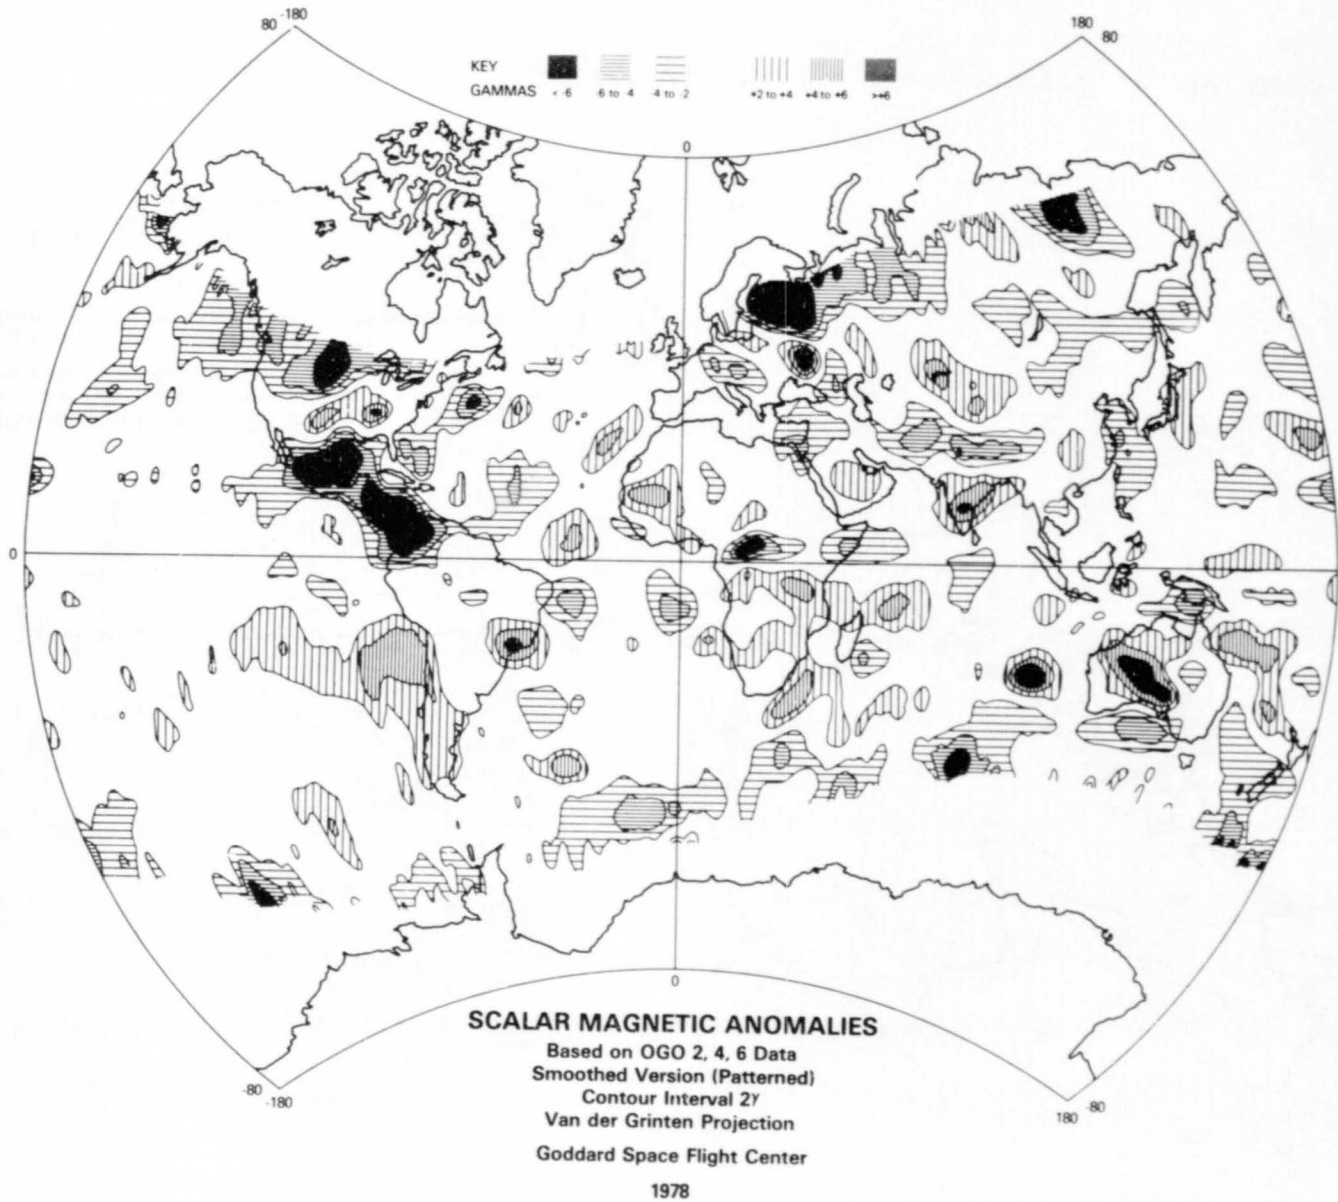 80 -180
180 80
KEY
GAMMAS < -6 -6 to -4 -4 to -2 +2 to +4 +4 to +6 >+6
0
0
0
-80 -180
180 -80
SCALAR MAGNETIC ANOMALIES
Based on OGO 2, 4, 6 Data
Smoothed Version (Patterned)
Contour Interval 2γ
Van der Grinten Projection
Goddard Space Flight Center
1978